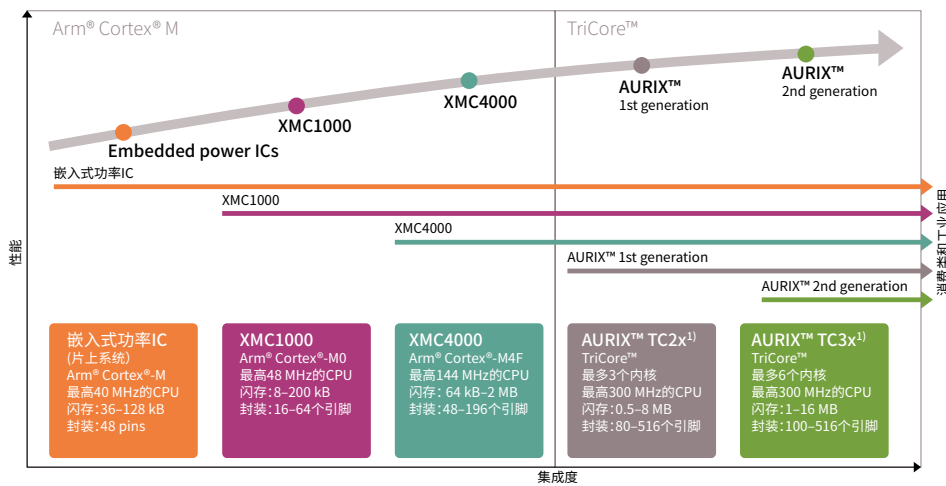 Arm® Cortex® M
TriCore™
AURIX™
2nd generation
AURIX™
1st generation
XMC4000
XMC1000
Embedded power ICs
嵌入式功率IC
XMC1000
XMC4000
AURIX™ 1st generation
AURIX™ 2nd generation
性能
消费类和工业应用
嵌入式功率IC
(片上系统)
Arm® Cortex®-M
最高40 MHz的CPU
闪存:36–128 kB
封装:48 pins
XMC1000
Arm® Cortex®-M0
最高48 MHz的CPU
闪存:8–200 kB
封装:16–64个引脚
XMC4000
Arm® Cortex®-M4F
最高144 MHz的CPU
闪存: 64 kB–2 MB
封装:48–196个引脚
AURIX™ TC2x¹⁾
TriCore™
最多3个内核
最高300 MHz的CPU
闪存:0.5–8 MB
封装:80–516个引脚
AURIX™ TC3x¹⁾
TriCore™
最多6个内核
最高300 MHz的CPU
闪存:1–16 MB
封装:100–516个引脚
集成度